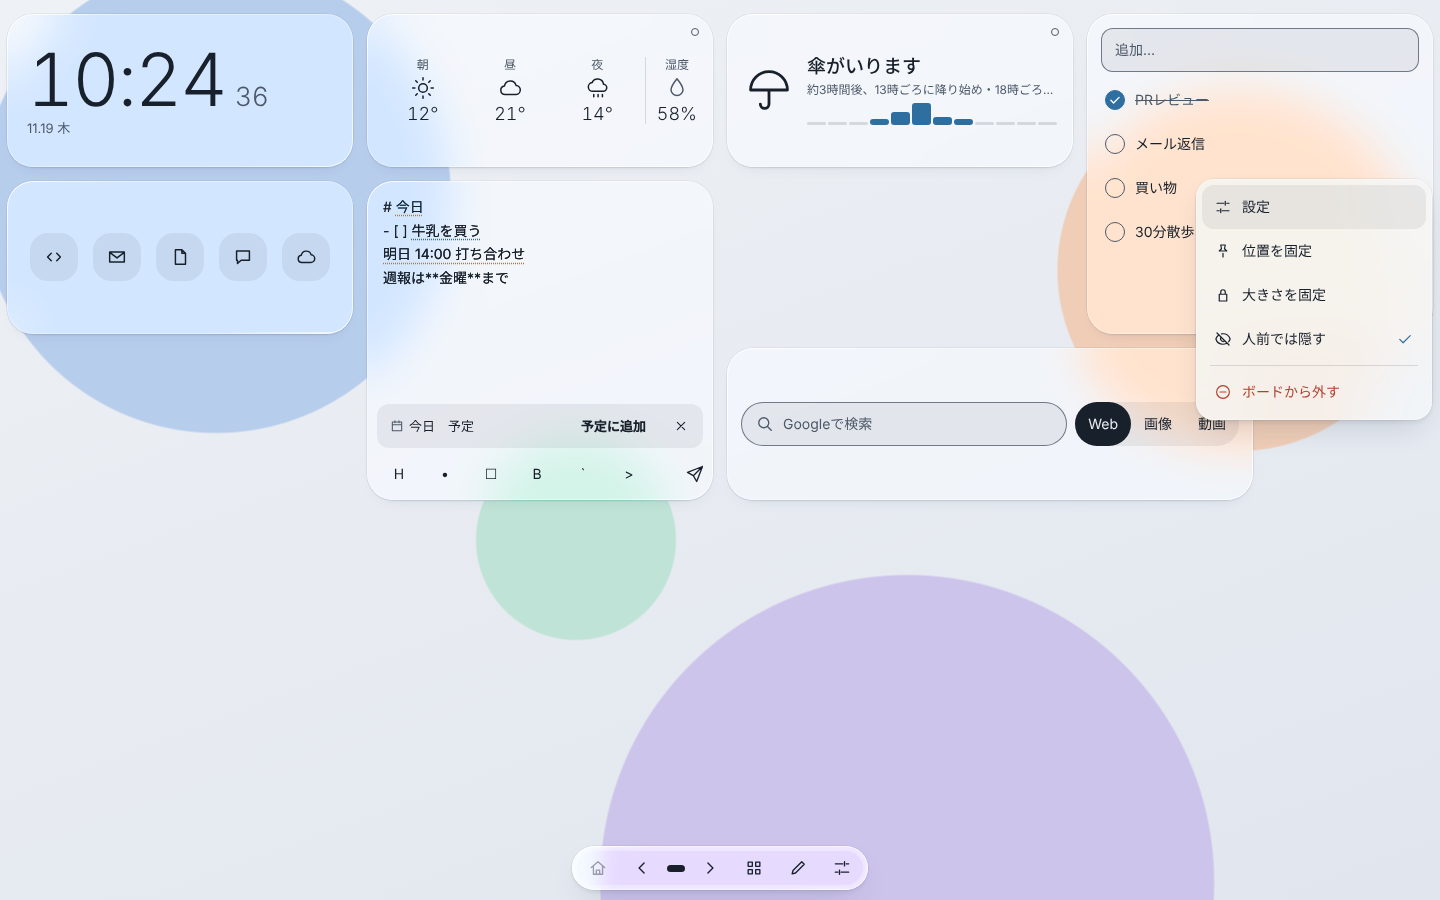 10:24 36
11.19 木
朝
12°
昼
21°
夜
14°
湿度
58%
傘がいります
約3時間後、13時ごろに降り始め・18時ごろ...
追加...
PRレビュー
メール返信
買い物
30分散歩
設定
位置を固定
大きさを固定
人前では隠す
ボードから外す
# 今日
- [ ] 牛乳を買う
明日 14:00 打ち合わせ
週報は**金曜**まで
今日 予定 予定に追加
H • □ B ` >
Googleで検索
Web 画像 動画